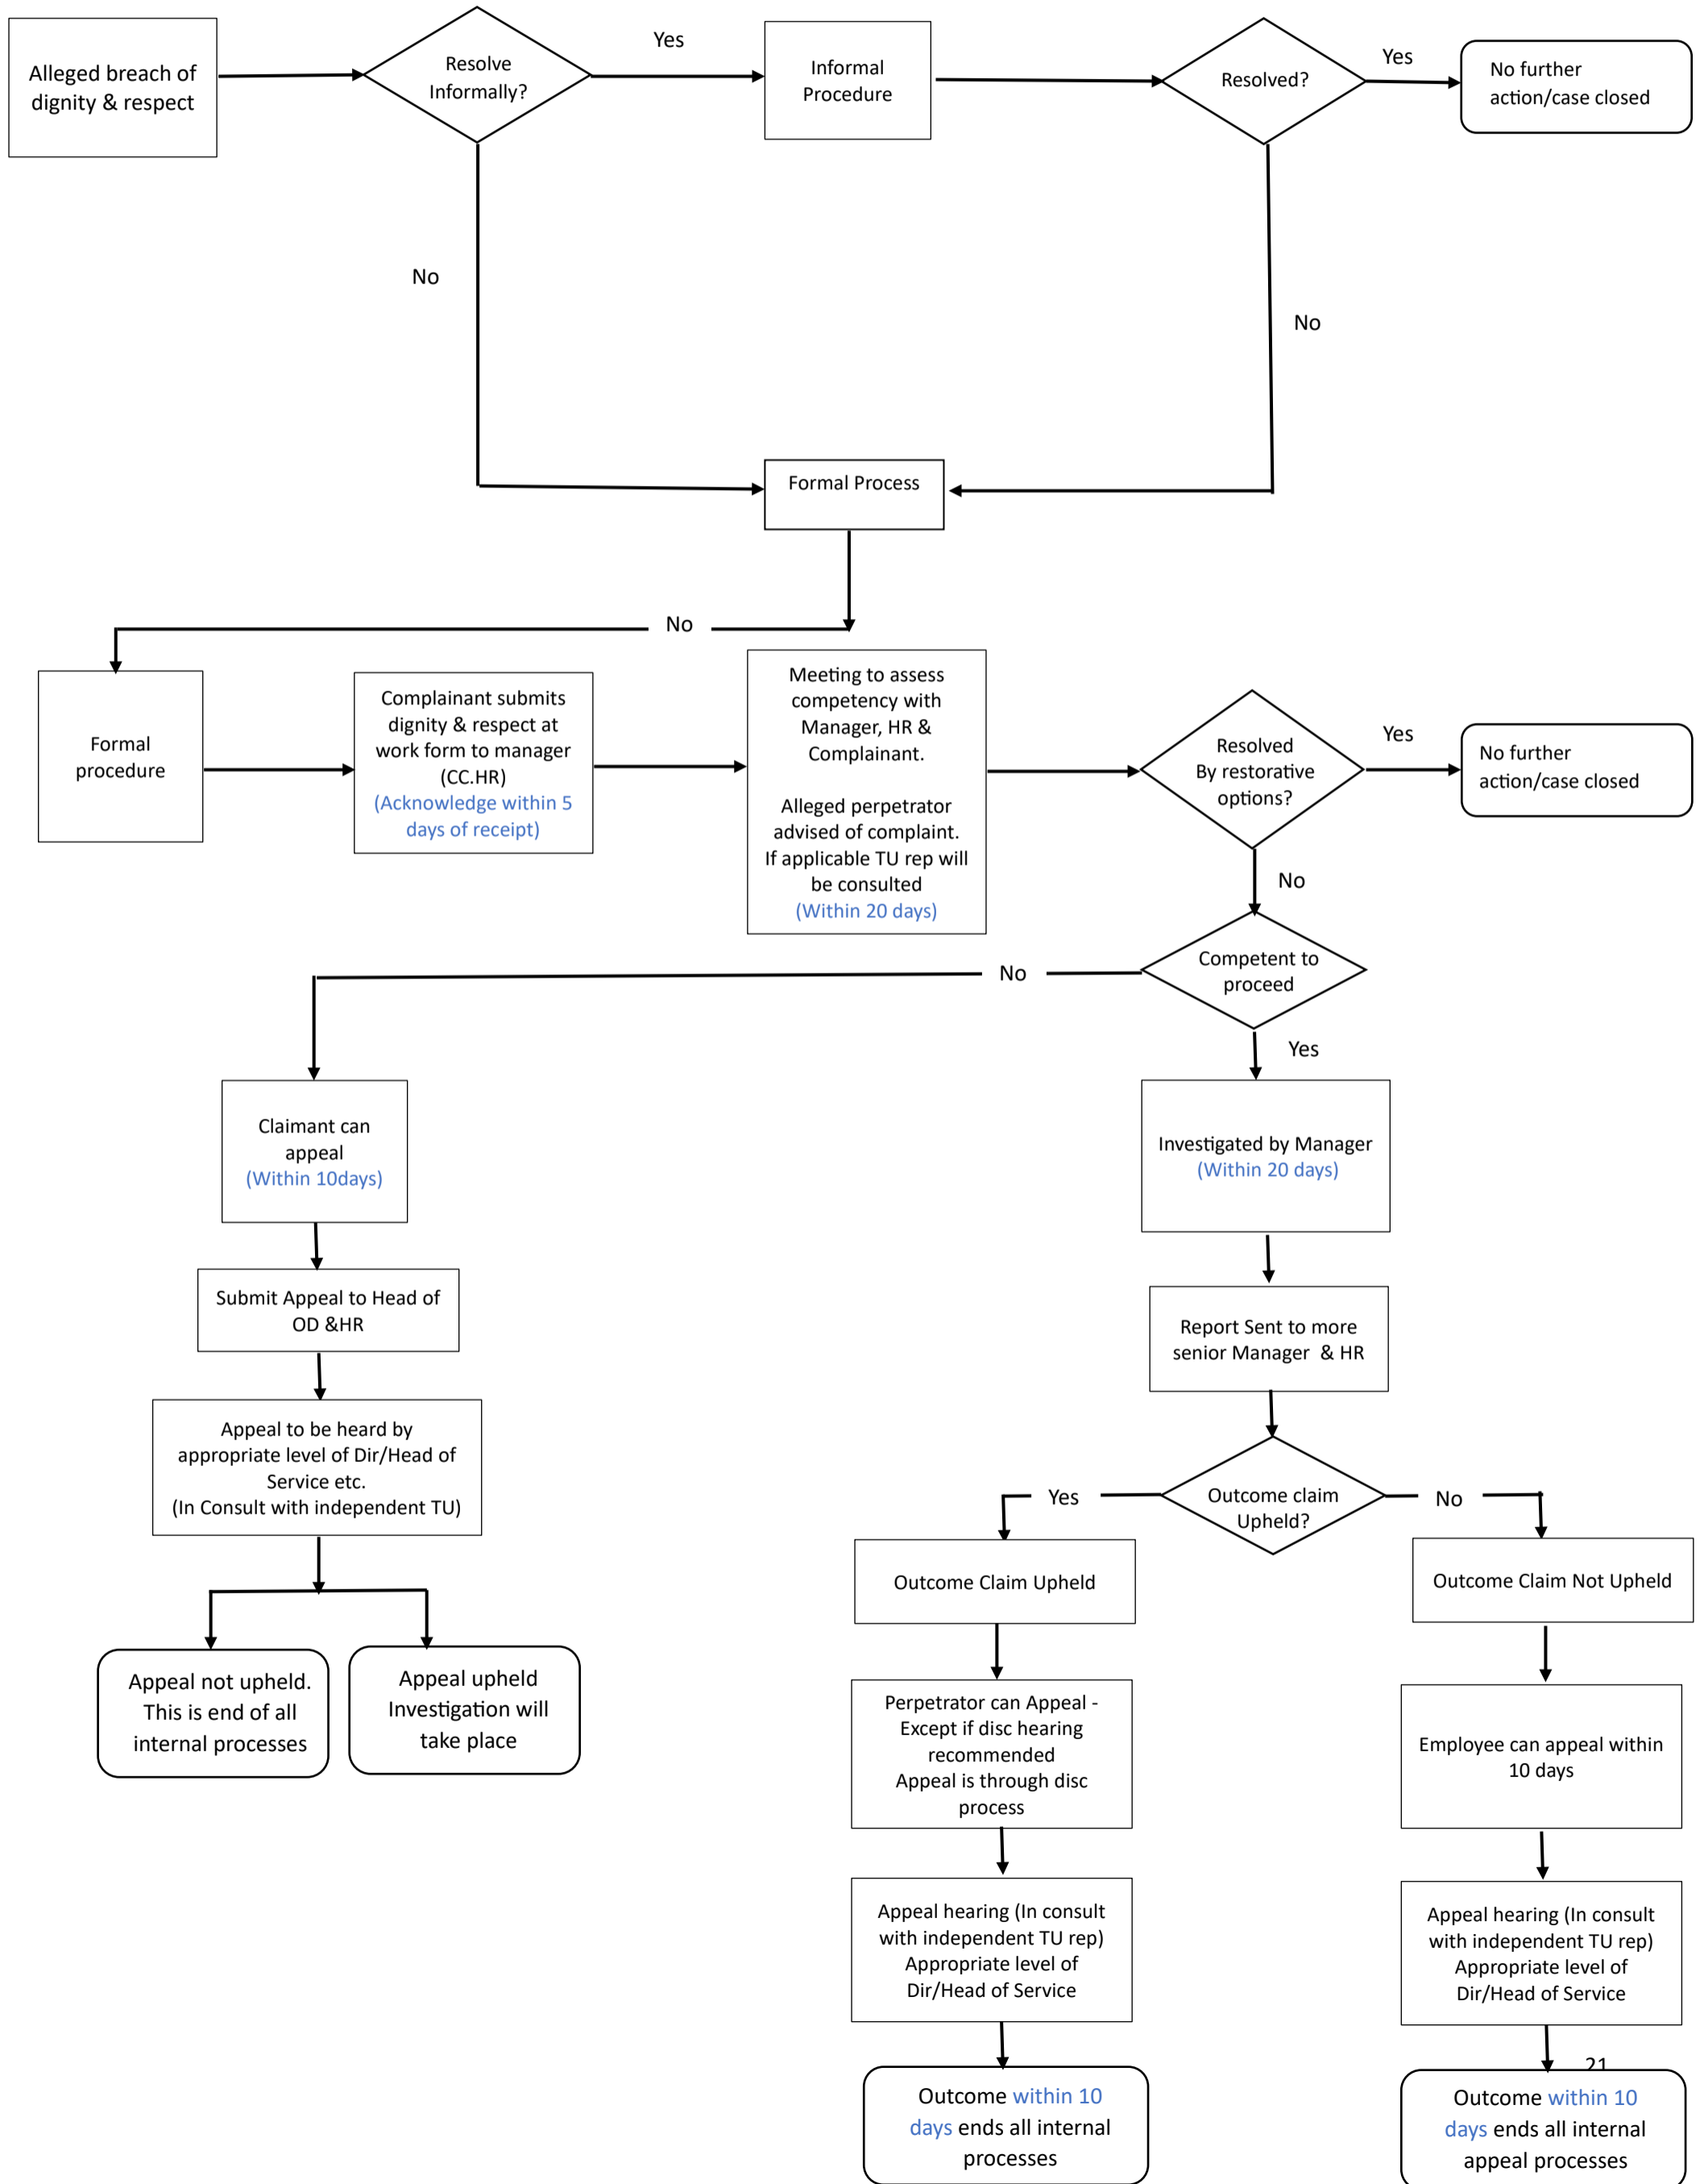 Alleged breach of
dignity & respect
Resolve
Informally?
Yes
Informal
Procedure
Resolved?
Yes
No further
action/case closed
No
No
Formal Process
No
Formal
procedure
Complainant submits
dignity & respect at
work form to manager
(CC.HR)
(Acknowledge within 5
days of receipt)
Meeting to assess
competency with
Manager, HR &
Complainant.
Alleged perpetrator
advised of complaint.
If applicable TU rep will
be consulted
(Within 20 days)
Resolved
By restorative
options?
Yes
No further
action/case closed
No
Competent to
proceed
No
Yes
Claimant can
appeal
(Within 10days)
Investigated by Manager
(Within 20 days)
Submit Appeal to Head of
OD &HR
Report Sent to more
senior Manager  & HR
Appeal to be heard by
appropriate level of Dir/Head of
Service etc.
(In Consult with independent TU)
Outcome claim
Upheld?
Yes
No
Outcome Claim Upheld
Outcome Claim Not Upheld
Appeal not upheld.
This is end of all
internal processes
Appeal upheld
Investigation will
take place
Perpetrator can Appeal -
Except if disc hearing
recommended
Appeal is through disc
process
Employee can appeal within
10 days
Appeal hearing (In consult
with independent TU rep)
Appropriate level of
Dir/Head of Service
Appeal hearing (In consult
with independent TU rep)
Appropriate level of
Dir/Head of Service
21
Outcome within 10
days ends all internal
processes
Outcome within 10
days ends all internal
appeal processes